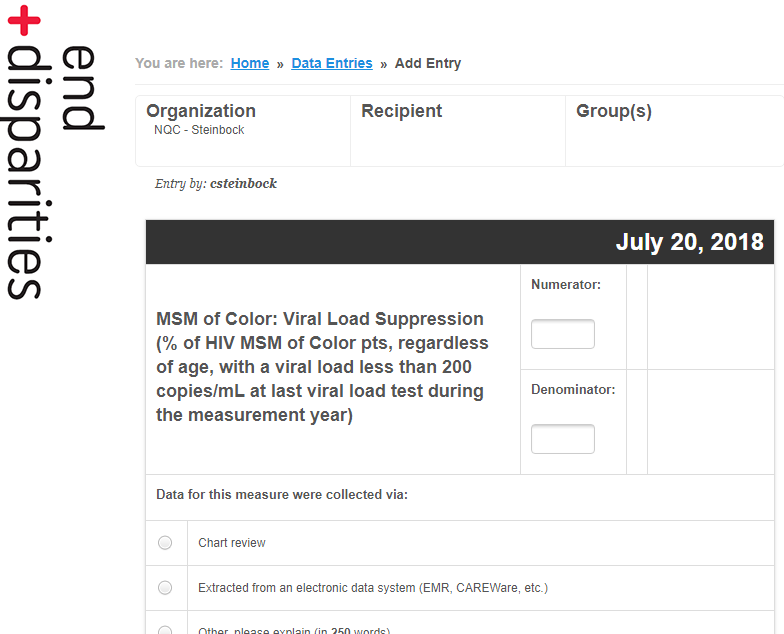 end
+disparities
You are here: Home » Data Entries » Add Entry
Organization
NQC - Steinbock
Recipient
Group(s)
Entry by: csteinbock
July 20, 2018
MSM of Color: Viral Load Suppression
(% of HIV MSM of Color pts, regardless
of age, with a viral load less than 200
copies/mL at last viral load test during
the measurement year)
Numerator:
Denominator:
Data for this measure were collected via:
Chart review
Extracted from an electronic data system (EMR, CAREWare, etc.)
Other, please explain (in 250 words)